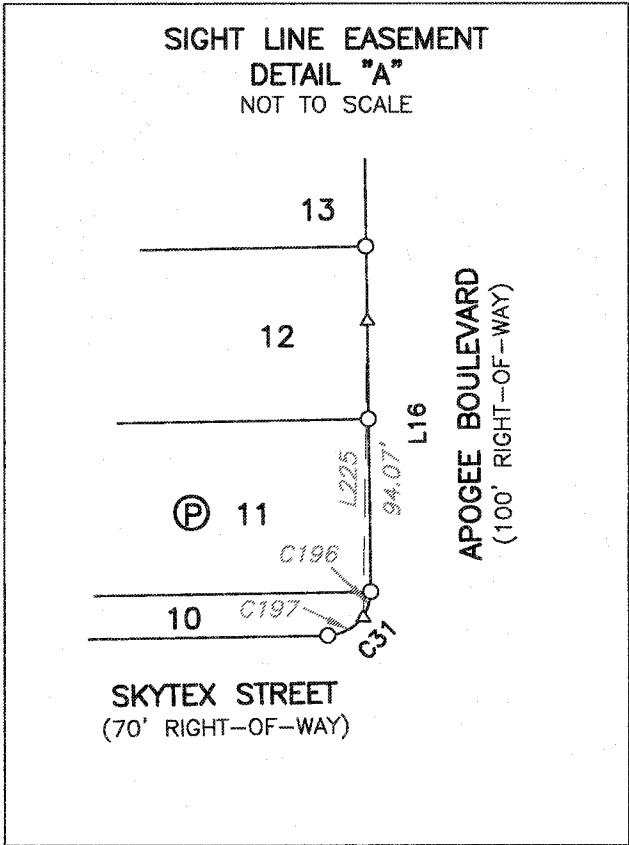 SIGHT LINE EASEMENT
DETAIL "A"
NOT TO SCALE
13
12
L16
APOGEE BOULEVARD
(100' RIGHT-OF-WAY)
L225
94.07'
P 11
C196
10
C197
C31
SKYTEX STREET
(70' RIGHT-OF-WAY)